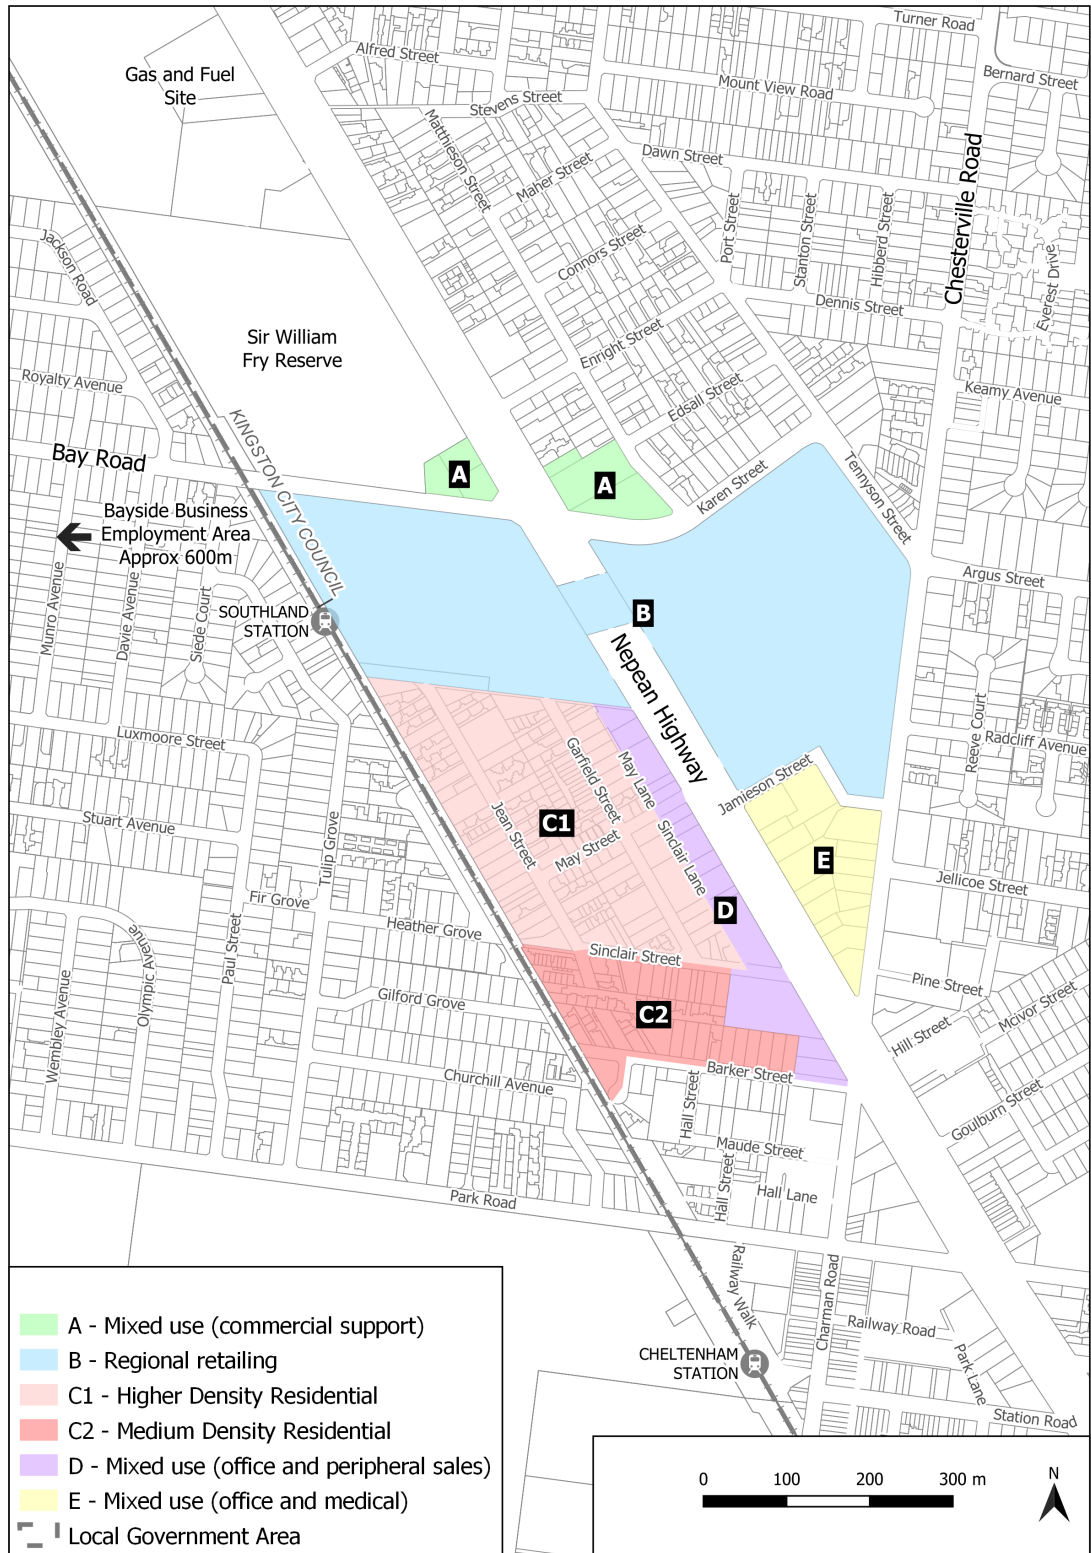 Turner Road
Alfred Street
Gas and Fuel
Site
Bernard Street
Mount View Road
Stevens Street
Matthieson Street
Dawn Street
Maher Street
Chesterville Road
Port Street
Stanton Street
Hibberd Street
Connors Street
Jackson Road
Everest Drive
Dennis Street
Sir William
Fry Reserve
Enright Street
Royalty Avenue
Edsall Street
Keamy Avenue
KINGSTON CITY COUNCIL
Bay Road
A
A
Karen Street
Tennyson Street
Bayside Business
Employment Area
Approx 600m
Argus Street
Munro Avenue
Davie Avenue
Siede Court
SOUTHLAND
STATION
B
Nepean Highway
Reeve Court
Luxmoore Street
Radcliff Avenue
Garfield Street
May Lane
Jamieson Street
Stuart Avenue
Jean Street
C1
May Street
Sinclair Lane
Tulip Grove
E
Jellicoe Street
Fir Grove
D
Heather Grove
Paul Street
Olympic Avenue
Sinclair Street
Wembley Avenue
Gilford Grove
C2
Pine Street
McIvor Street
Hill Street
Churchill Avenue
Barker Street
Hall Street
Goulburn Street
Maude Street
Hall Street
Hall Lane
Park Road
Railway Walk
Charman Road
Railway Road
CHELTENHAM
STATION
Park Lane
Station Road
A - Mixed use (commercial support)
B - Regional retailing
C1 - Higher Density Residential
C2 - Medium Density Residential
D - Mixed use (office and peripheral sales)
E - Mixed use (office and medical)
Local Government Area
0 100 200 300 m
N